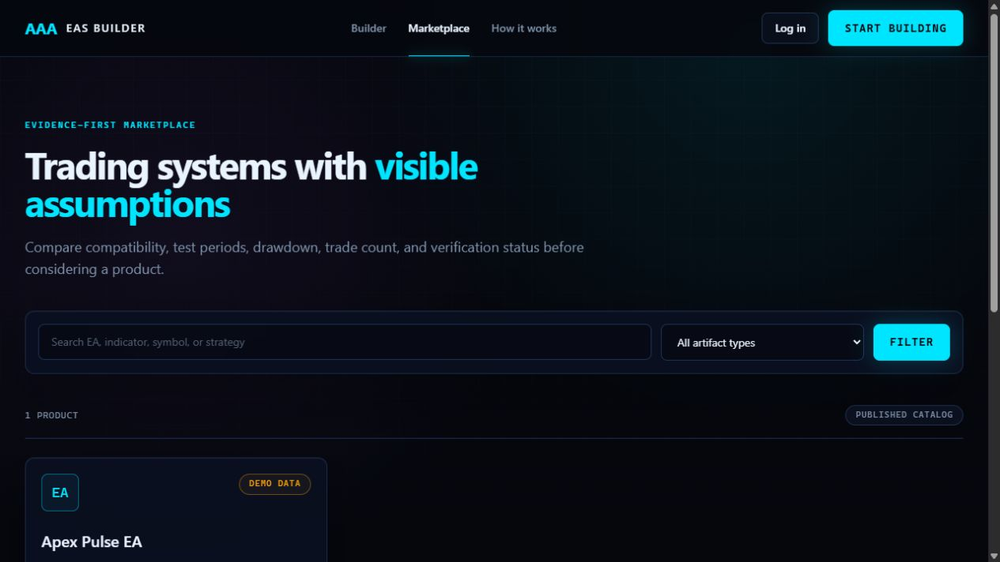 AAA EAS BUILDER
Builder
Marketplace
How it works
Log in
START BUILDING
EVIDENCE-FIRST MARKETPLACE
Trading systems with visible
assumptions
Compare compatibility, test periods, drawdown, trade count, and verification status before
considering a product.
Search EA, indicator, symbol, or strategy
All artifact types
FILTER
1 PRODUCT
PUBLISHED CATALOG
EA
DEMO DATA
Apex Pulse EA